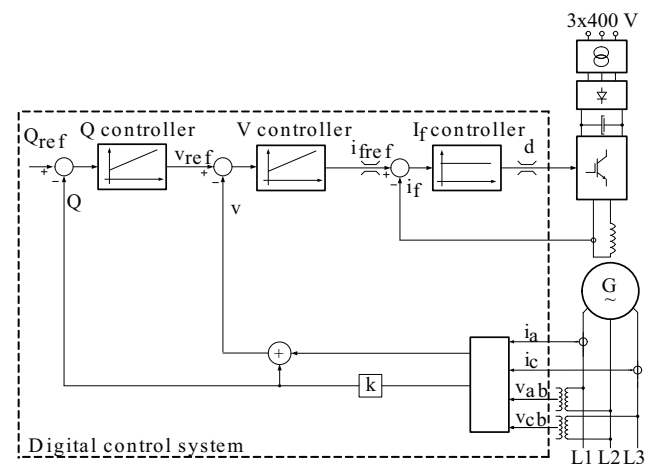 3x400 V
Q controller
V controller
If controller
Qref
vref
ifref
d
+
−
+
−
+
−
Q
v
if
G
~
+
k
ia
ic
vab
vcb
Digital control system
L1 L2 L3